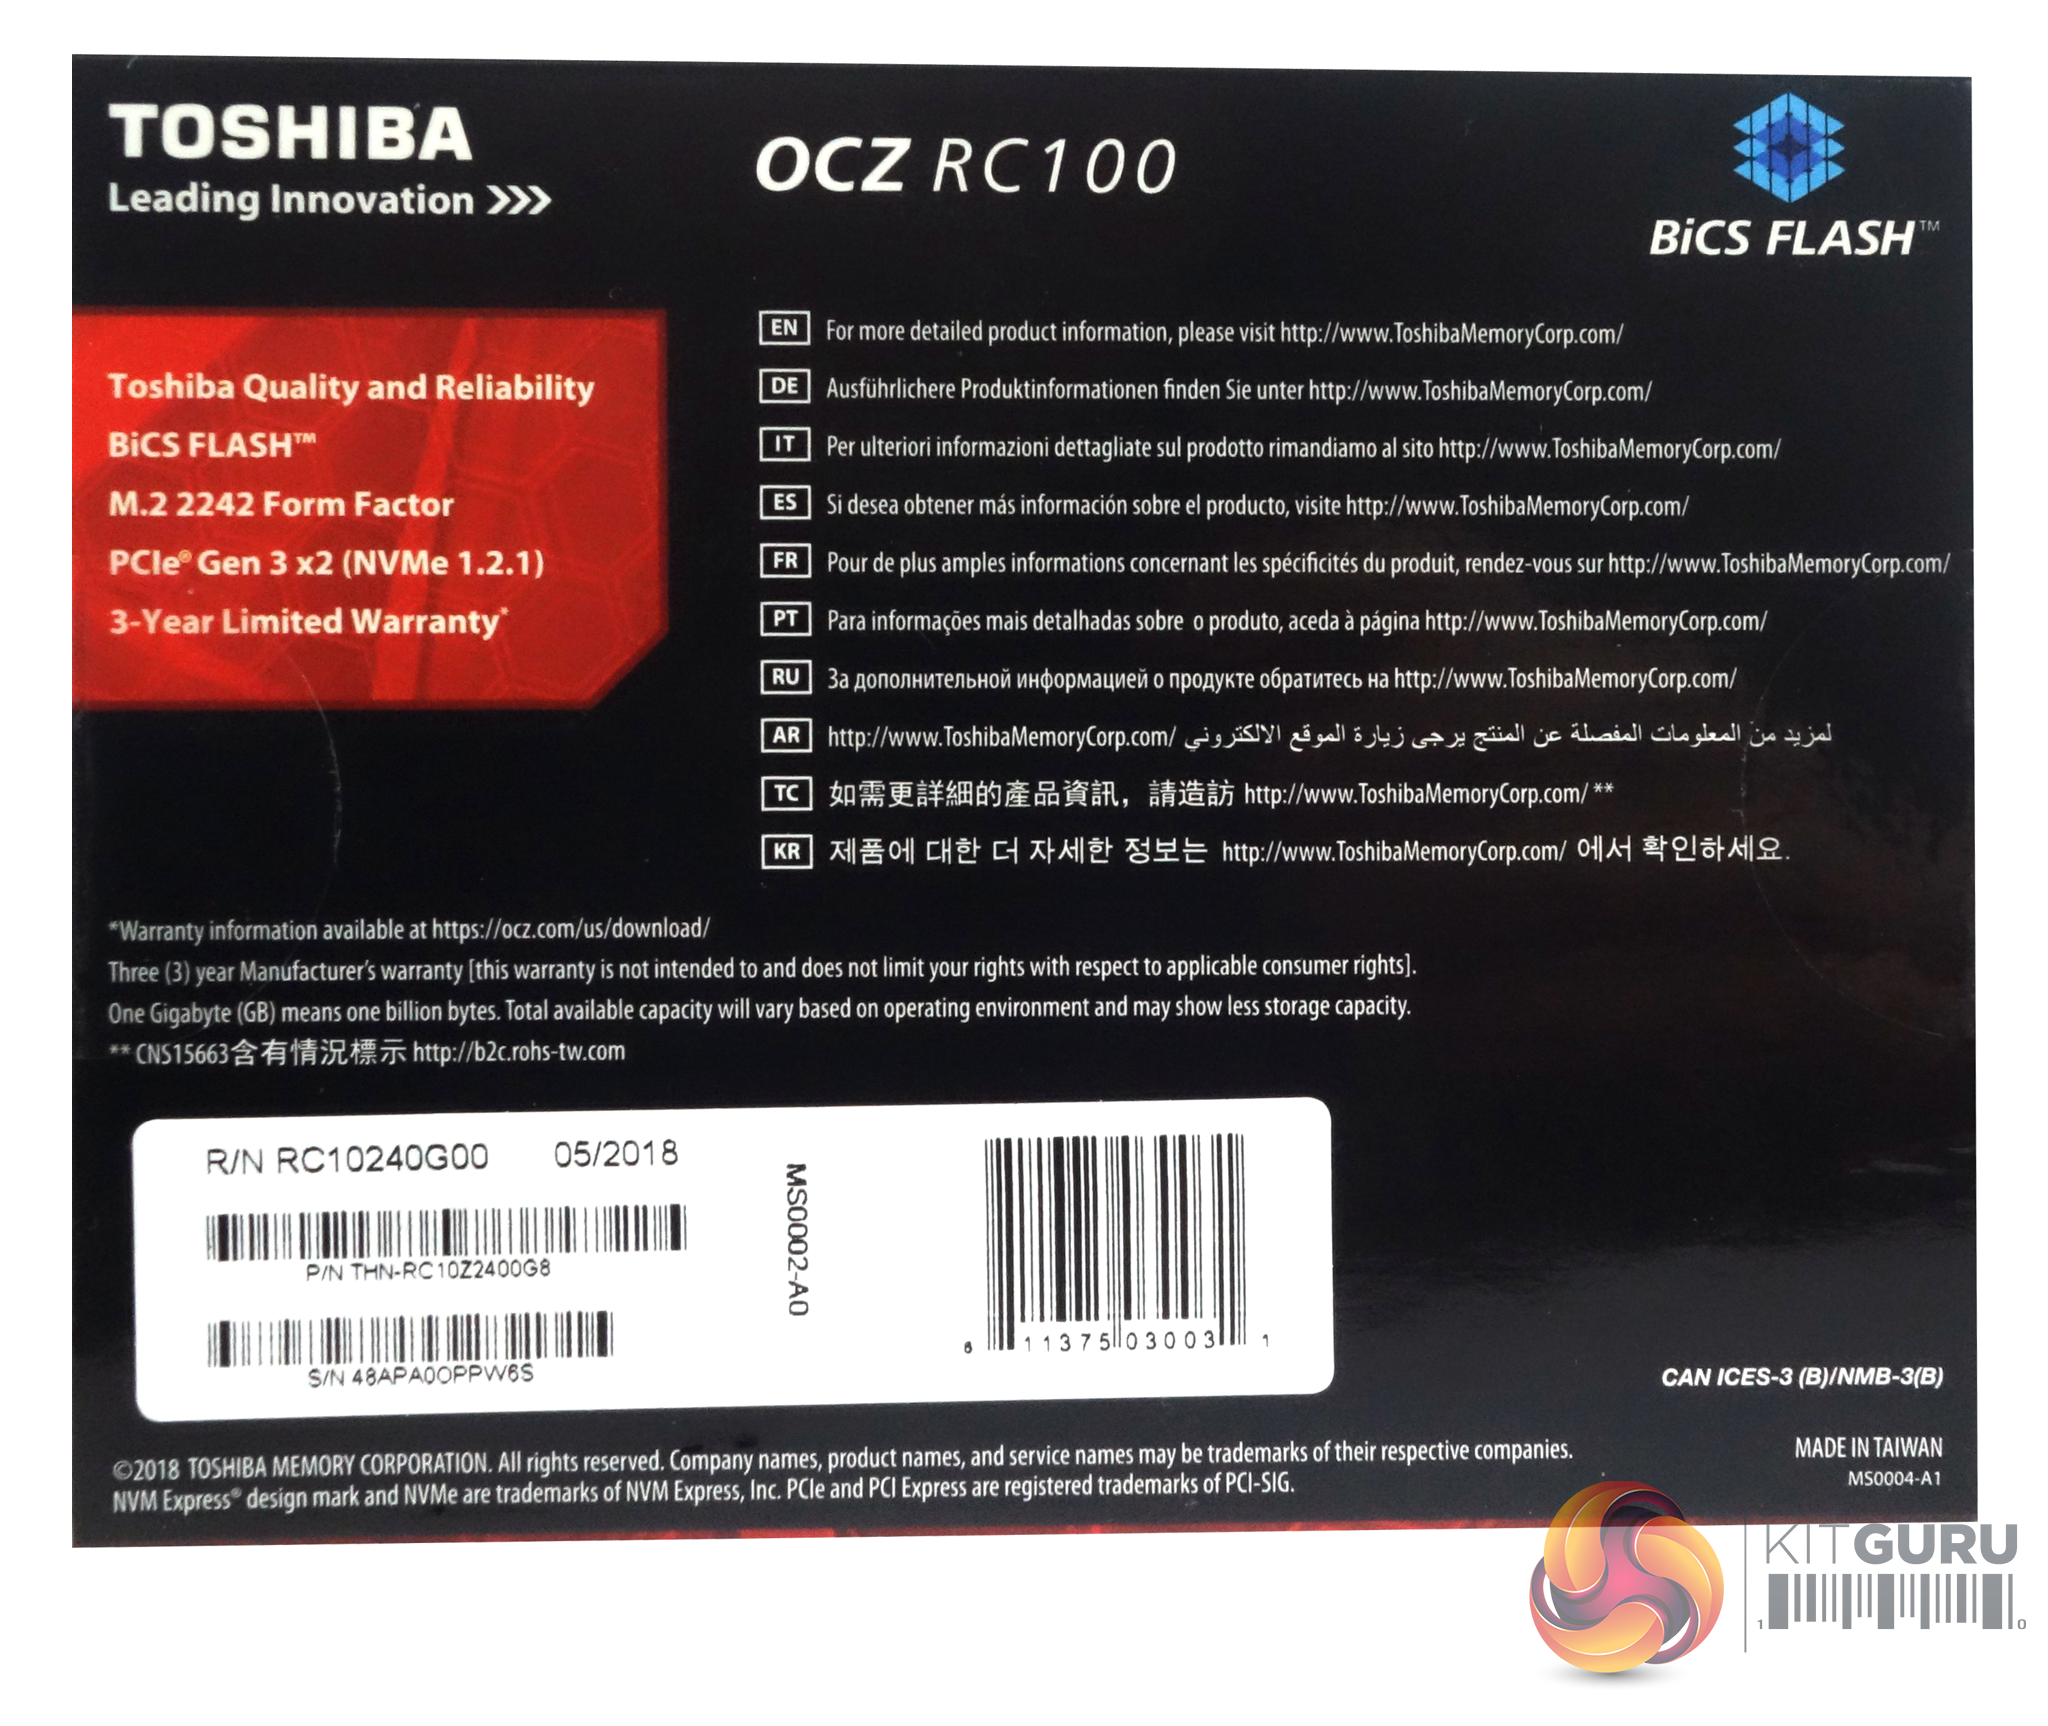 TOSHIBA
Leading Innovation >>>
OCZ RC100
BiCS FLASH™
Toshiba Quality and Reliability
BiCS FLASH™
M.2 2242 Form Factor
PCIe® Gen 3 x2 (NVMe 1.2.1)
3-Year Limited Warranty*
EN For more detailed product information, please visit http://www.ToshibaMemoryCorp.com/
DE Ausführlichere Produktinformationen finden Sie unter http://www.ToshibaMemoryCorp.com/
IT Per ulteriori informazioni dettagliate sul prodotto rimandiamo al sito http://www.ToshibaMemoryCorp.com/
ES Si desea obtener más información sobre el producto, visite http://www.ToshibaMemoryCorp.com/
FR Pour de plus amples informations concernant les spécificités du produit, rendez-vous sur http://www.ToshibaMemoryCorp.com/
PT Para informações mais detalhadas sobre o produto, aceda à página http://www.ToshibaMemoryCorp.com/
RU За дополнительной информацией о продукте обратитесь на http://www.ToshibaMemoryCorp.com/
AR لمزيد من المعلومات المفصلة عن المنتج يرجى زيارة الموقع الالكتروني http://www.ToshibaMemoryCorp.com/
TC 如需更詳細的產品資訊，請造訪 http://www.ToshibaMemoryCorp.com/ **
KR 제품에 대한 더 자세한 정보는 http://www.ToshibaMemoryCorp.com/ 에서 확인하세요.
*Warranty information available at https://ocz.com/us/download/
Three (3) year Manufacturer's warranty [this warranty is not intended to and does not limit your rights with respect to applicable consumer rights].
One Gigabyte (GB) means one billion bytes. Total available capacity will vary based on operating environment and may show less storage capacity.
** CNS15663含有情況標示 http://b2c.rohs-tw.com
R/N RC10240G00 05/2018
P/N THN-RC10Z2400G8
S/N 48APA0OPPW6S
MS0002-A0
6 11375 03003 1
CAN ICES-3 (B)/NMB-3(B)
MADE IN TAIWAN
MS0004-A1
©2018 TOSHIBA MEMORY CORPORATION. All rights reserved. Company names, product names, and service names may be trademarks of their respective companies.
NVM Express® design mark and NVMe are trademarks of NVM Express, Inc. PCIe and PCI Express are registered trademarks of PCI-SIG.
KITGURU
1 0